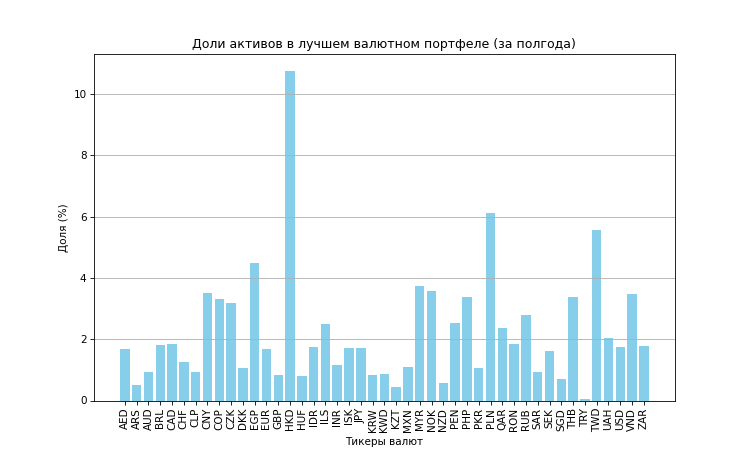 Доли активов в лучшем валютном портфеле (за полгода)
Доля (%)
10
8
6
4
2
0
AED ARS AUD BRL CAD CHF CLP CNY COP CZK DKK EGP EUR GBP HKD HUF IDR ILS INR ISK JPY KRW KWD KZT MXN MYR NOK NZD PEN PHP PKR PLN QAR RON RUB SAR SEK SGD THB TRY TWD UAH USD VND ZAR
Тикеры валют